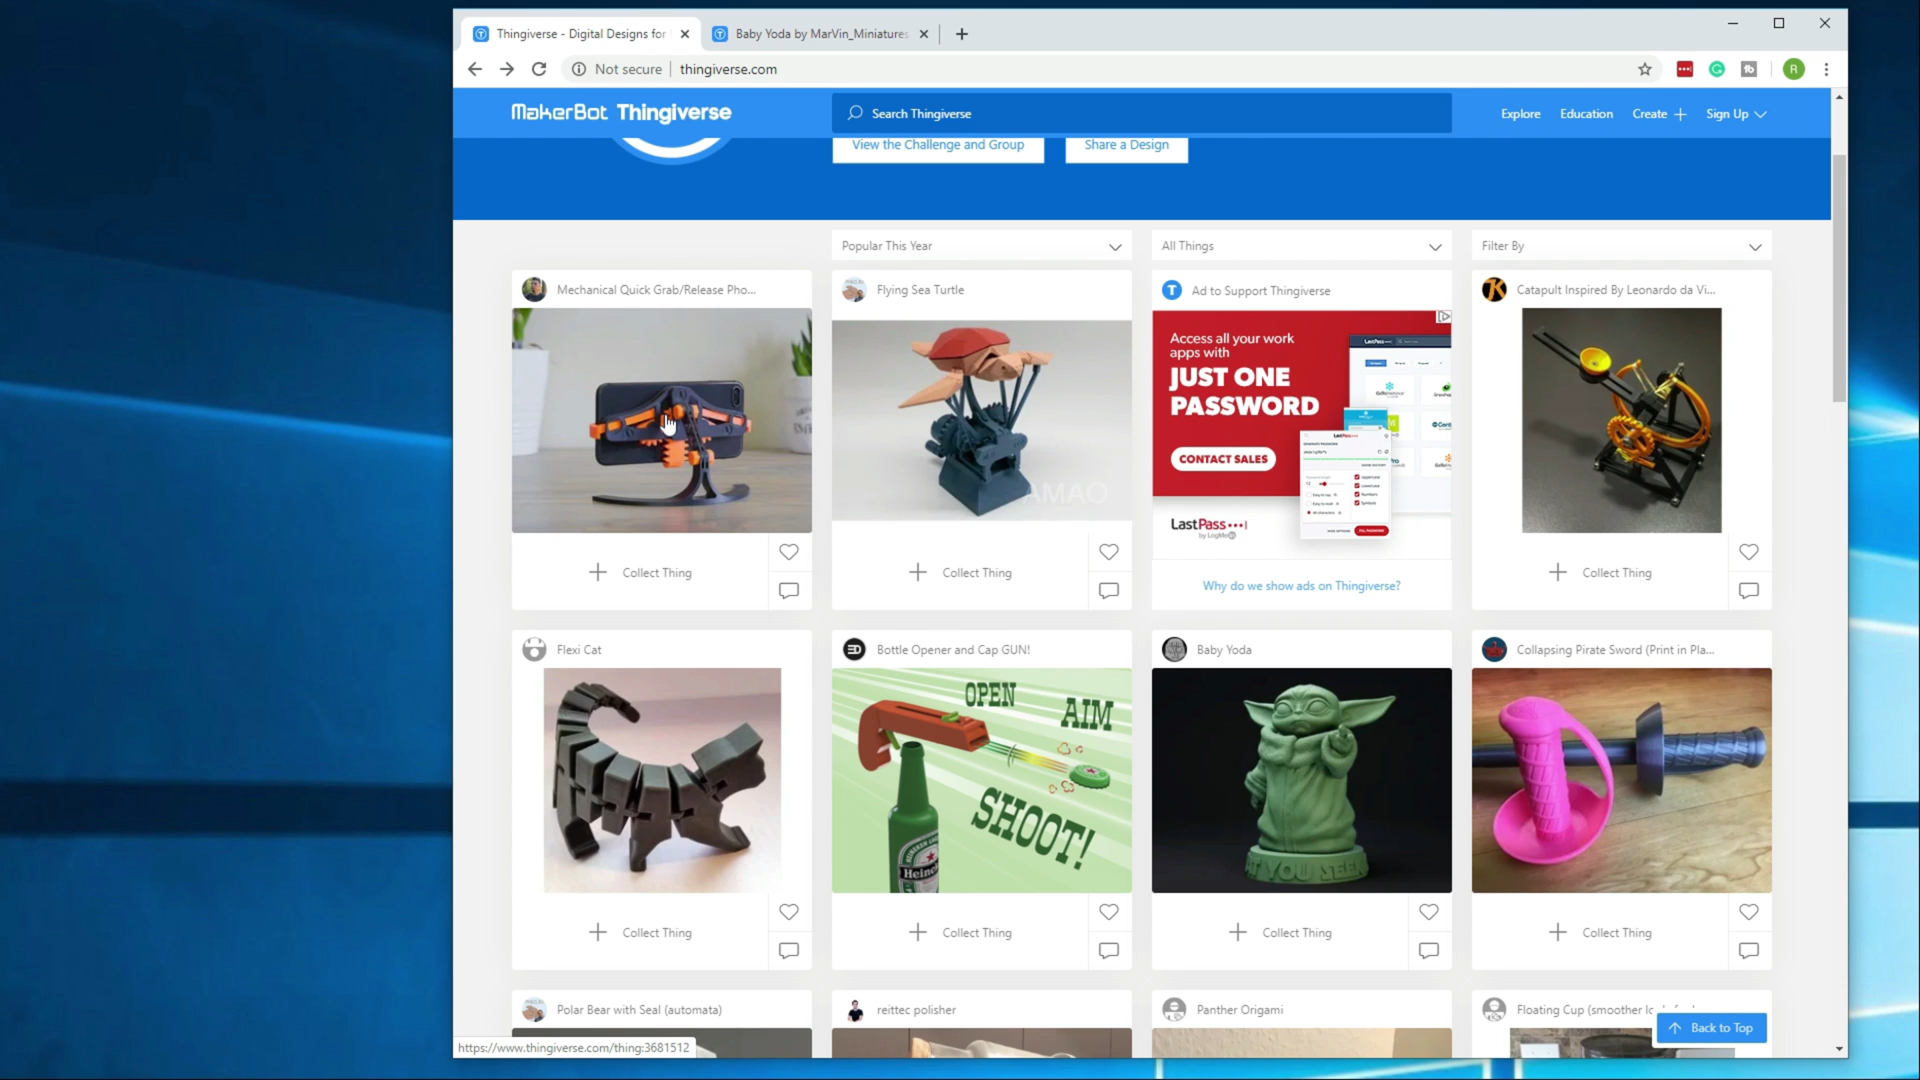 Thingiverse - Digital Designs for
Baby Yoda by MarVin_Miniatures
Not secure
thingiverse.com
R
MakerBot Thingiverse
Search Thingiverse
Explore
Education
Create
Sign Up
View the Challenge and Group
Share a Design
Popular This Year
All Things
Filter By
Mechanical Quick Grab/Release Pho...
Flying Sea Turtle
Ad to Support Thingiverse
Catapult Inspired By Leonardo da Vi...
Access all your work
apps with
JUST ONE
PASSWORD
CONTACT SALES
LastPass
by LogMeIn
AMAO
Collect Thing
Collect Thing
Why do we show ads on Thingiverse?
Collect Thing
Flexi Cat
Bottle Opener and Cap GUN!
Baby Yoda
Collapsing Pirate Sword (Print in Pla...
OPEN
AIM
SHOOT!
Heine
Collect Thing
Collect Thing
Collect Thing
Collect Thing
Polar Bear with Seal (automata)
reittec polisher
Panther Origami
Floating Cup (smoother
Back to Top
https://www.thingiverse.com/thing:3681512